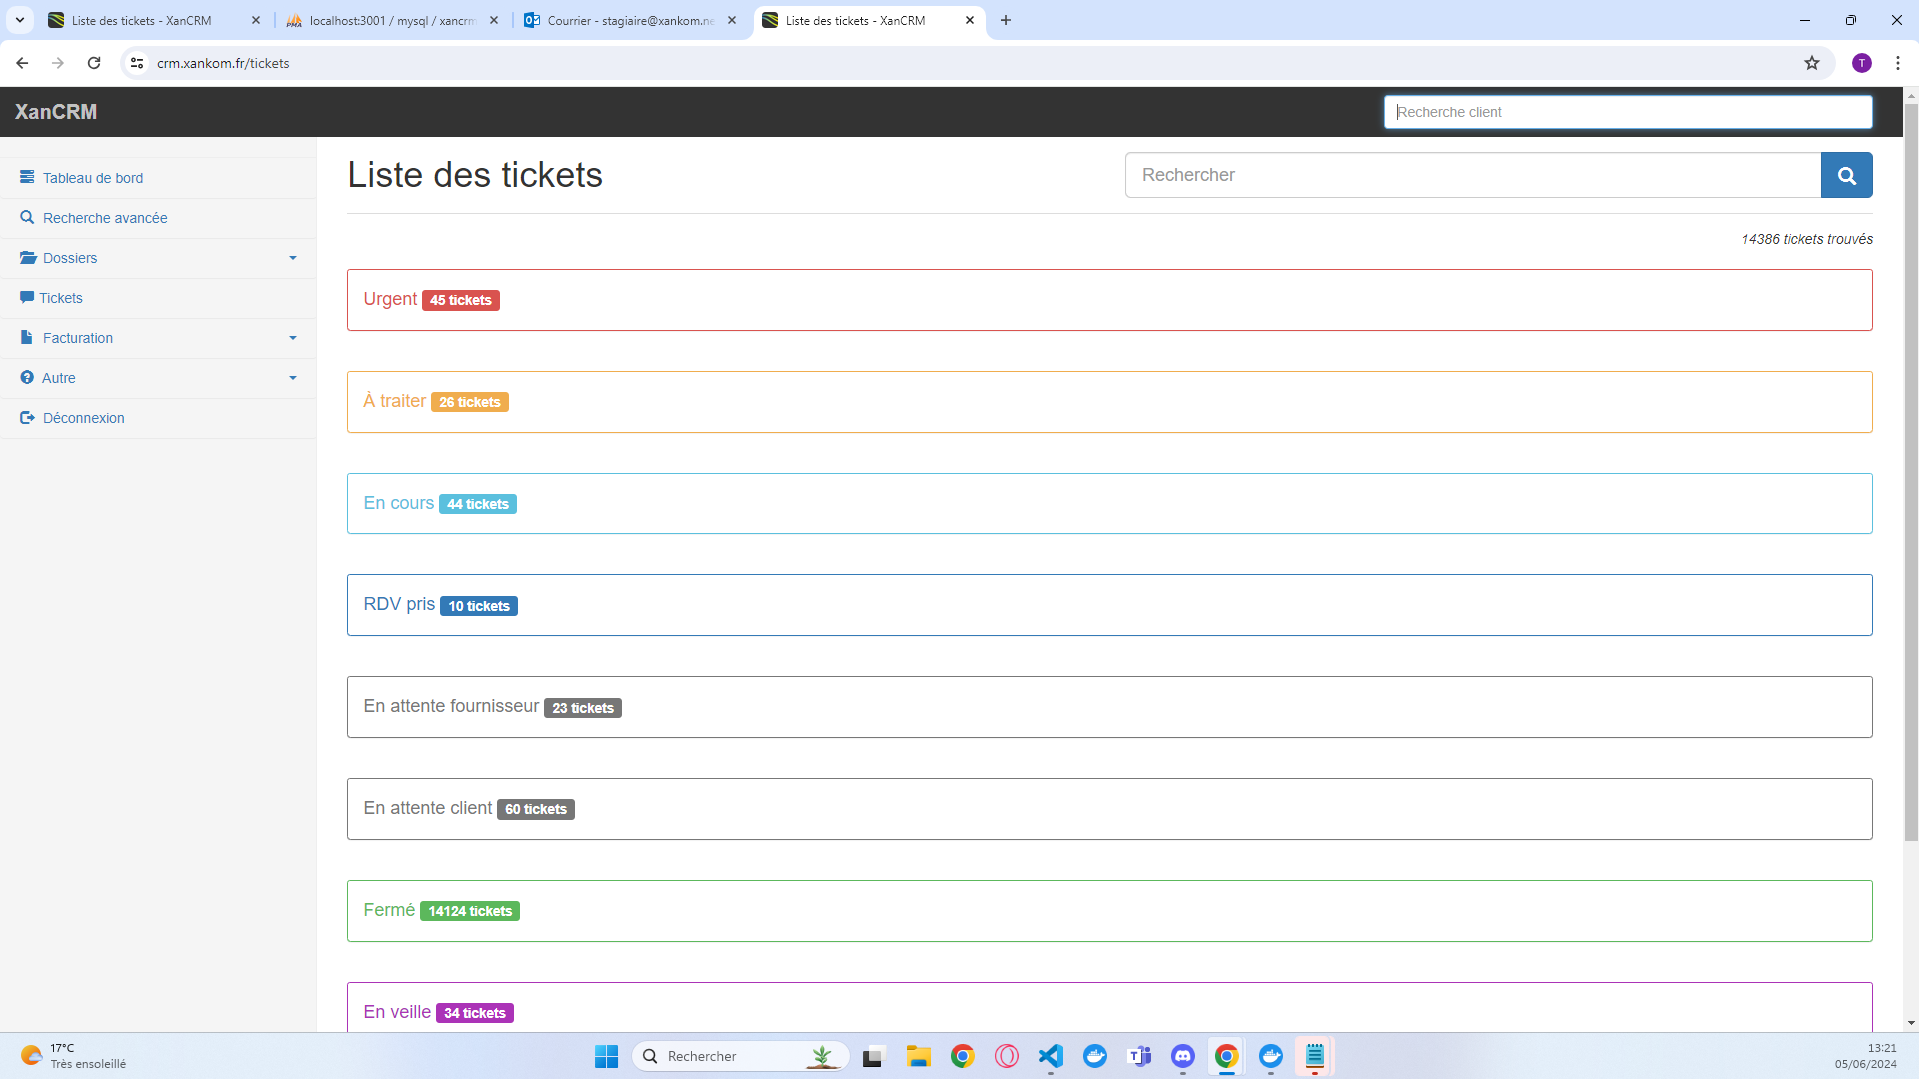 Liste des tickets - XanCRM
localhost:3001 / mysql / xancrm
Courrier - stagiaire@xankom.ne
Liste des tickets - XanCRM
crm.xankom.fr/tickets
T
XanCRM
Recherche client
Tableau de bord
Recherche avancée
Dossiers
Tickets
Facturation
Autre
Déconnexion
Liste des tickets
Rechercher
14386 tickets trouvés
Urgent 45 tickets
À traiter 26 tickets
En cours 44 tickets
RDV pris 10 tickets
En attente fournisseur 23 tickets
En attente client 60 tickets
Fermé 14124 tickets
En veille 34 tickets
17°C
Très ensoleillé
Rechercher
13:21
05/06/2024